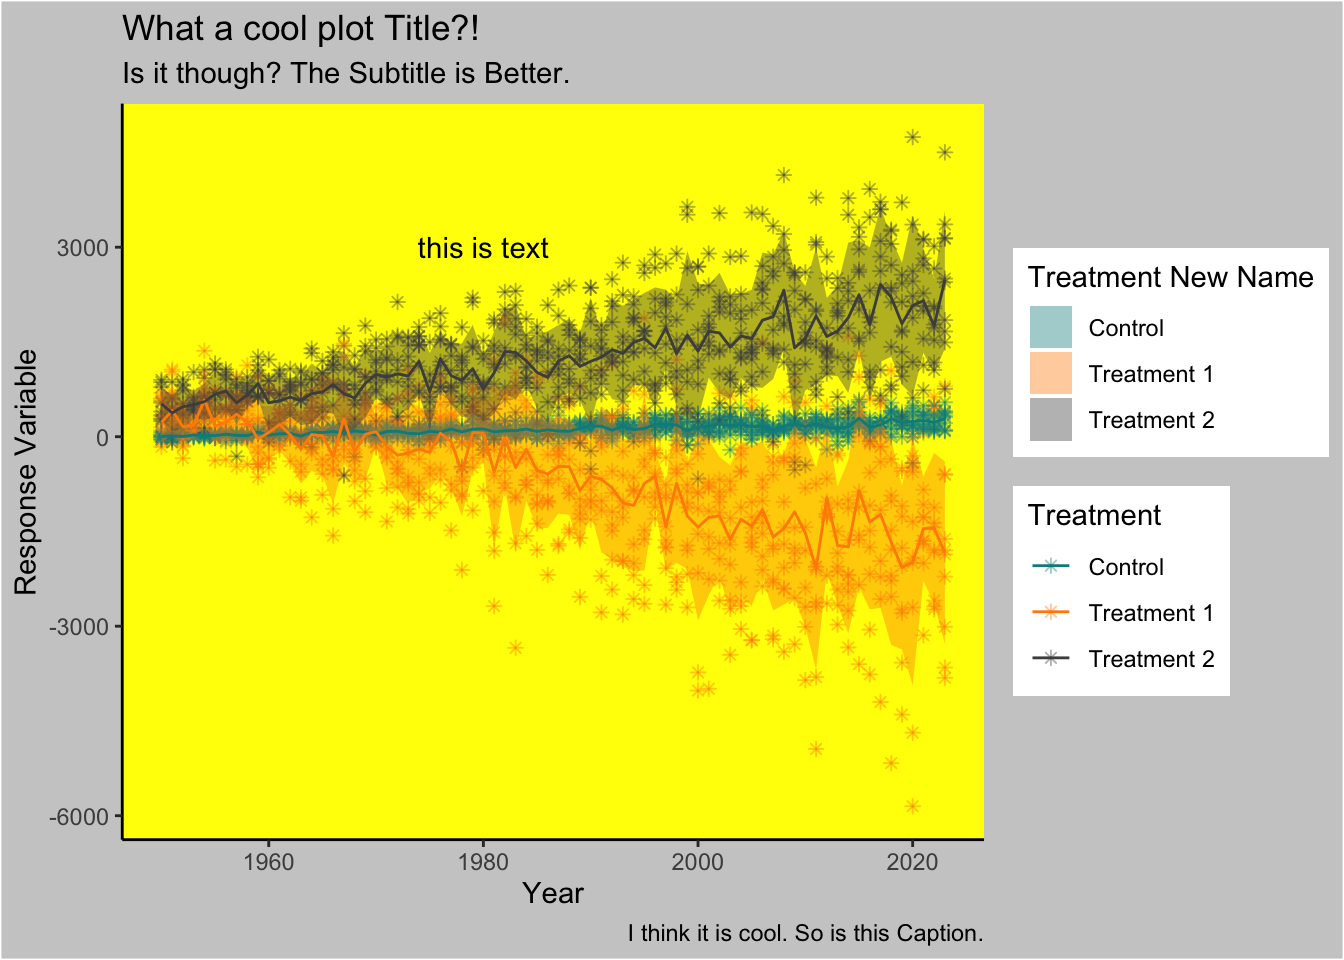 What a cool plot Title?!
Is it though? The Subtitle is Better.
this is text
3000
0
-3000
-6000
Response Variable
1960
1980
2000
2020
Year
I think it is cool. So is this Caption.
Treatment New Name
Control
Treatment 1
Treatment 2
Treatment
Control
Treatment 1
Treatment 2